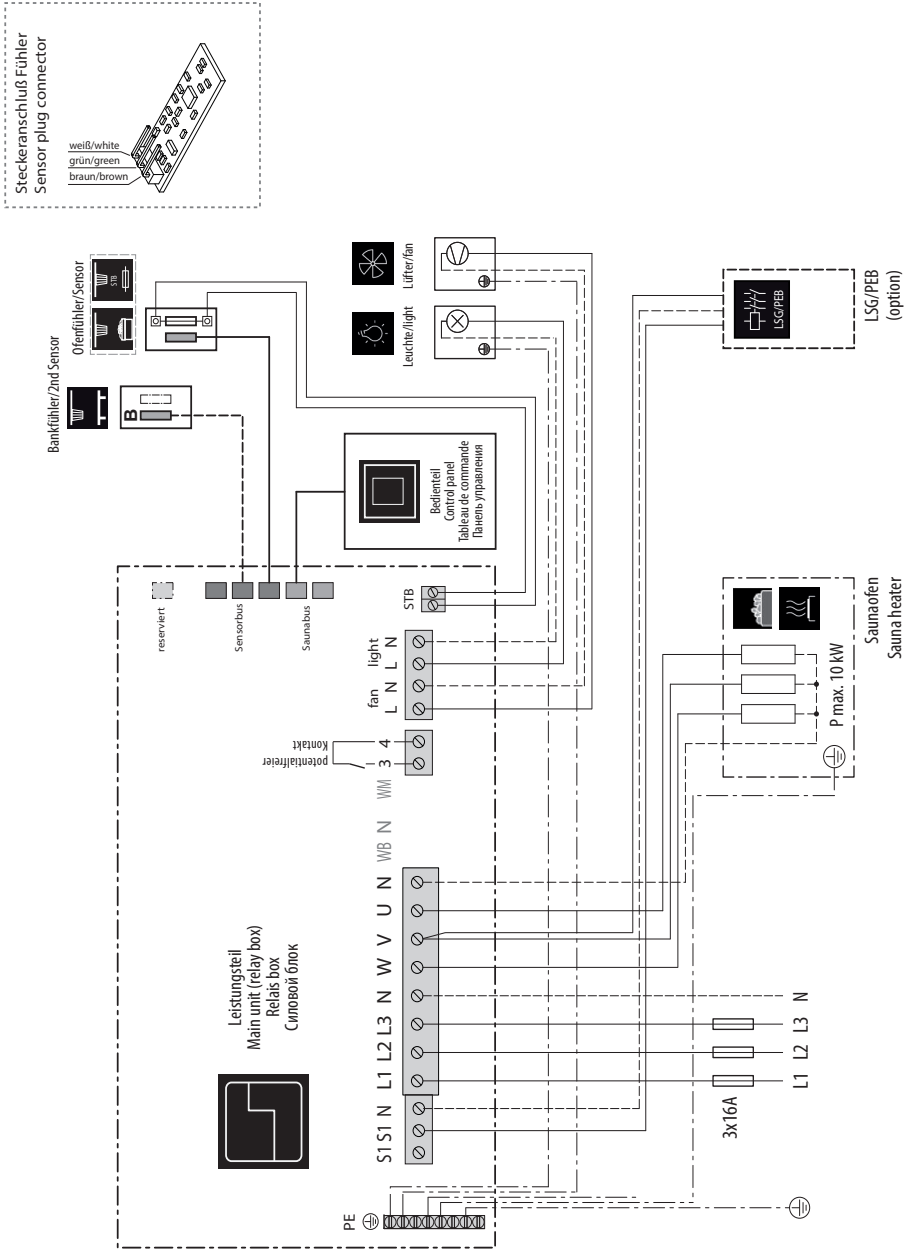 Steckeranschluß Fühler
Sensor plug connector
weiß/white
grün/green
braun/brown
Bankfühler/2nd Sensor
Ofenfühler/Sensor
STB
B
Leuchte/light
Lüfter/fan
Bedienteil
Control panel
Tableau de commande
Панель управления
reserviert
Sensorbus
Saunabus
STB
fan
light
L N L N
potentialfreier
Kontakt
3 4
WM
WB N
Leistungsteil
Main unit (relay box)
Relais box
Силовой блок
S1 S1 N L1 L2 L3 N W V U N
PE
LSG/PEB
LSG/PEB
(option)
P max. 10 kW
Saunaofen
Sauna heater
3x16A
L1 L2 L3 N